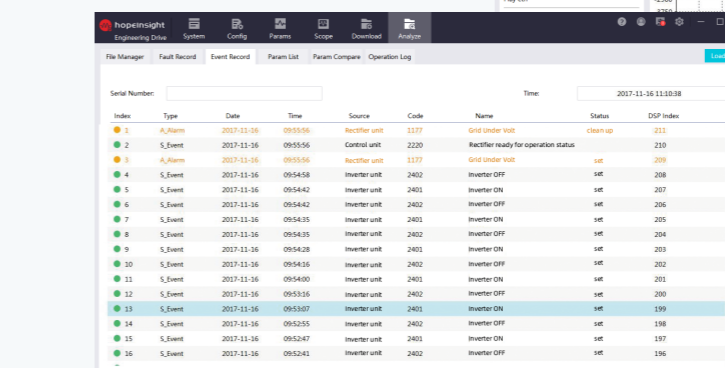 -2500
-3750
hopeInsight
Engineering Drive System Config Params Scope Download Analyze
File Manager Fault Record Event Record Param List Param Compare Operation Log Load
Serial Number: Time: 2017-11-16 11:10:38
Index Type Date Time Source Code Name Status DSP Index
1 A_Alarm 2017-11-16 09:55:56 Rectifier unit 1177 Grid Under Volt clean up 211
2 S_Event 2017-11-16 09:55:56 Control unit 2220 Rectifier ready for operation status 210
3 A_Alarm 2017-11-16 09:55:56 Rectifier unit 1177 Grid Under Volt set 209
4 S_Event 2017-11-16 09:54:58 Inverter unit 2402 Inverter OFF set 208
5 S_Event 2017-11-16 09:54:42 Inverter unit 2401 Inverter ON set 207
6 S_Event 2017-11-16 09:54:42 Inverter unit 2402 Inverter OFF set 206
7 S_Event 2017-11-16 09:54:35 Inverter unit 2401 Inverter ON set 205
8 S_Event 2017-11-16 09:54:35 Inverter unit 2402 Inverter OFF set 204
9 S_Event 2017-11-16 09:54:28 Inverter unit 2401 Inverter ON set 203
10 S_Event 2017-11-16 09:54:16 Inverter unit 2402 Inverter OFF set 202
11 S_Event 2017-11-16 09:54:00 Inverter unit 2401 Inverter ON set 201
12 S_Event 2017-11-16 09:53:16 Inverter unit 2402 Inverter OFF set 200
13 S_Event 2017-11-16 09:53:07 Inverter unit 2401 Inverter ON set 199
14 S_Event 2017-11-16 09:52:55 Inverter unit 2402 Inverter OFF set 198
15 S_Event 2017-11-16 09:52:47 Inverter unit 2401 Inverter ON set 197
16 S_Event 2017-11-16 09:52:41 Inverter unit 2402 Inverter OFF set 196